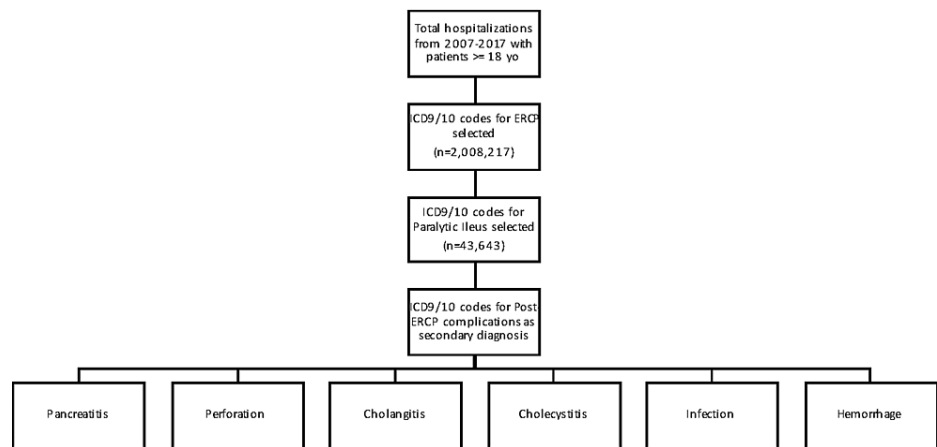 Total hospitalizations
from 2007-2017 with
patients >= 18 yo
ICD9/10 codes for ERCP
selected
(n=2,008,217)
ICD9/10 codes for
Paralytic Ileus selected
(n=43,643)
ICD9/10 codes for Post-
ERCP complications as
secondary diagnosis
Pancreatitis
Perforation
Cholangitis
Cholecystitis
Infection
Hemorrhage